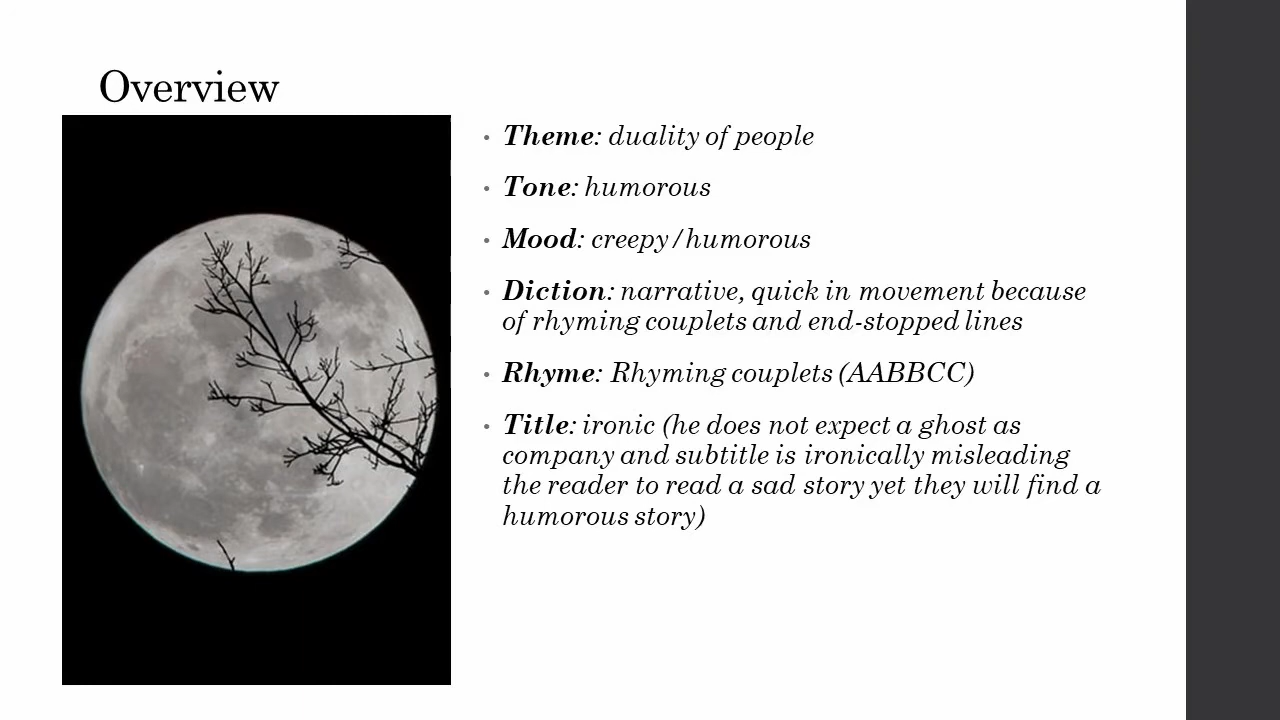 Overview
• Theme: duality of people
• Tone: humorous
• Mood: creepy/humorous
• Diction: narrative, quick in movement because
of rhyming couplets and end-stopped lines
• Rhyme: Rhyming couplets (AABBCC)
• Title: ironic (he does not expect a ghost as
company and subtitle is ironically misleading
the reader to read a sad story yet they will find a
humorous story)